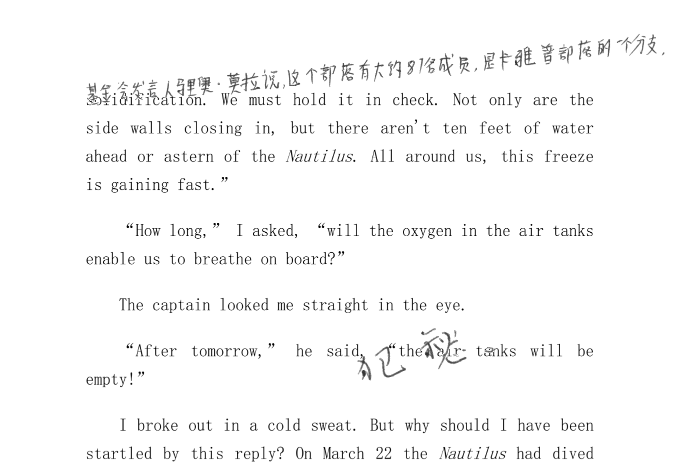 基金会发言人马里奥·莫拉说,这个部落有大约87名成员,是卡雅普部落的一个分支.
solidification. We must hold it in check. Not only are the
side walls closing in, but there aren't ten feet of water
ahead or astern of the Nautilus. All around us, this freeze
is gaining fast.”
“How long,” I asked, “will the oxygen in the air tanks
enable us to breathe on board?”
The captain looked me straight in the eye.
“After tomorrow,” he said, “the air tanks will be
empty!”
I broke out in a cold sweat. But why should I have been
startled by this reply? On March 22 the Nautilus had dived